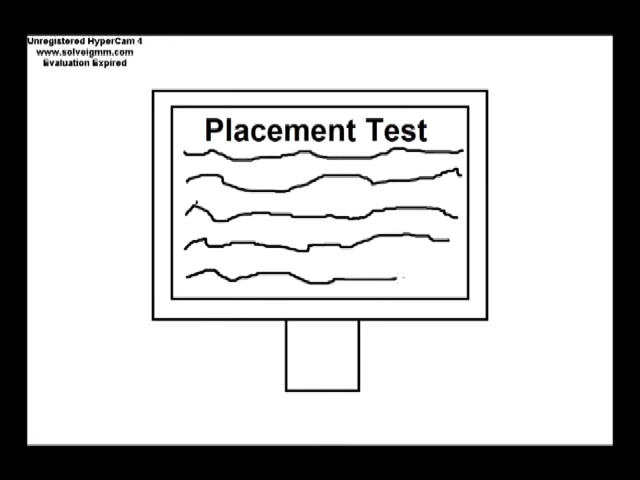 Unregistered HyperCam 4
www.solveigmm.com
Evaluation Expired
Placement Test